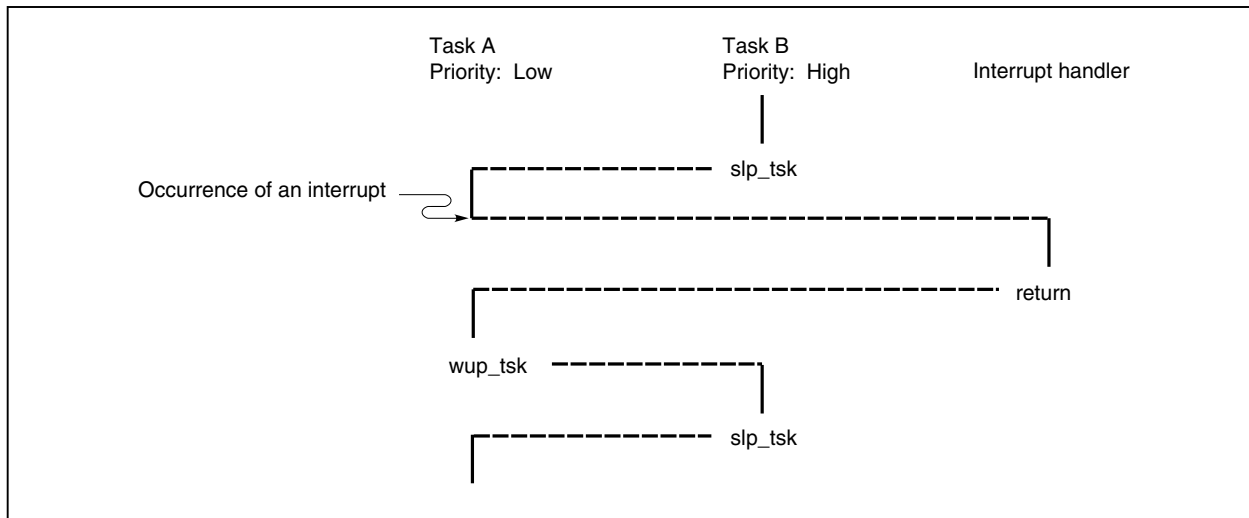 Task A
Priority: Low
Task B
Priority: High
Interrupt handler
slp_tsk
Occurrence of an interrupt
return
wup_tsk
slp_tsk